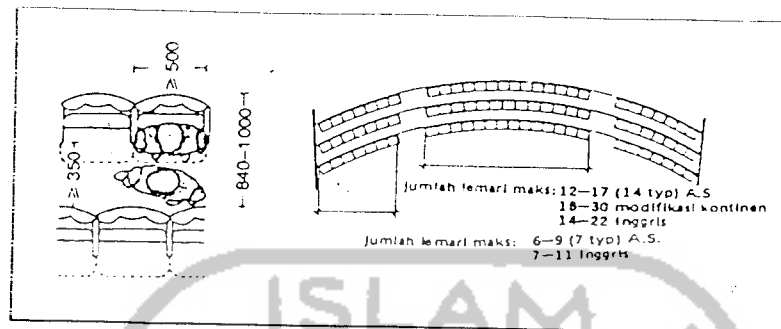 ≥ 500
≥ 350
840–1000
Jumlah lemari maks: 12–17 (14 typ) A.S
18–30 modifikasi kontinen
14–22 Inggris
Jumlah lemari maks: 6–9 (7 typ) A.S.
7–11 Inggris
ISLAM